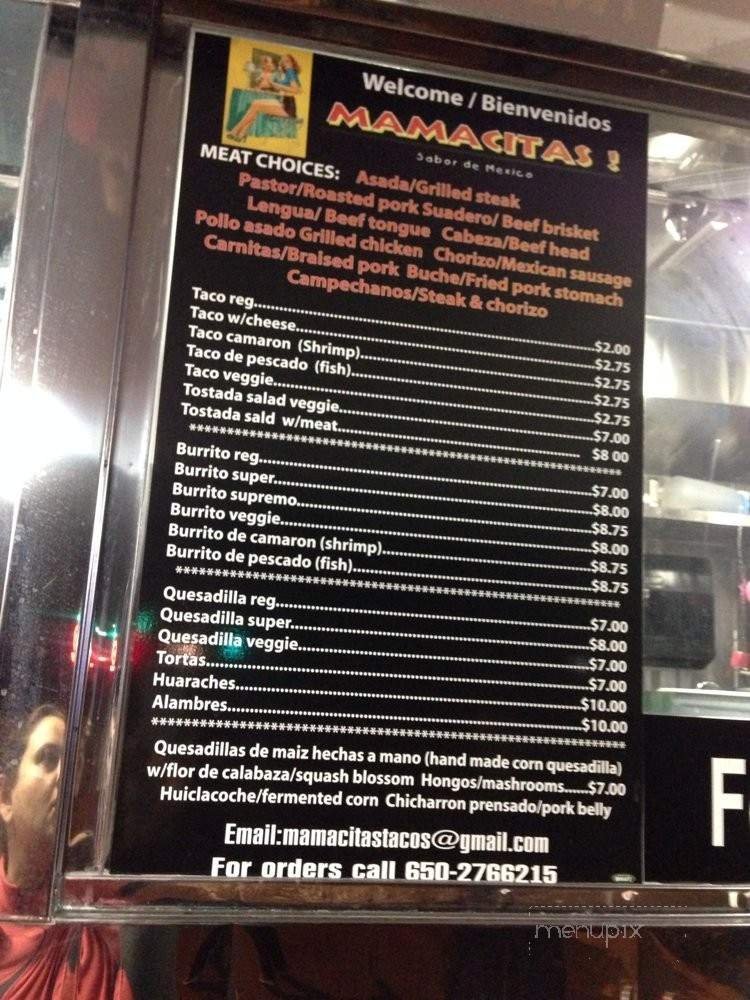 Welcome / Bienvenidos
MAMACITAS !
Sabor de Mexico
MEAT CHOICES: Asada/Grilled steak
Pastor/Roasted pork Suadero/ Beef brisket
Lengua/ Beef tongue Cabeza/Beef head
Pollo asado Grilled chicken Chorizo/Mexican sausage
Carnitas/Braised pork Buche/Fried pork stomach
Campechanos/Steak & chorizo
Taco reg.....$2.00
Taco w/cheese.....$2.75
Taco camaron (Shrimp).....$2.75
Taco de pescado (fish).....$2.75
Taco veggie.....$2.75
Tostada salad veggie.....$7.00
Tostada sald w/meat..... $8 00
****************************************************
Burrito reg.....$7.00
Burrito super.....$8.00
Burrito supremo.....$8.75
Burrito veggie.....$8.00
Burrito de camaron (shrimp).....$8.75
Burrito de pescado (fish).....$8.75
****************************************************
Quesadilla reg.....$7.00
Quesadilla super.....$8.00
Quesadilla veggie.....$7.00
Tortas.....$7.00
Huaraches.....$10.00
Alambres.....$10.00
****************************************************
Quesadillas de maiz hechas a mano (hand made corn quesadilla)
w/flor de calabaza/squash blossom Hongos/mashrooms......$7.00
Huiclacoche/fermented corn Chicharron prensado/pork belly
Email:mamacitastacos@gmail.com
For orders call 650-2766215
F
menupix